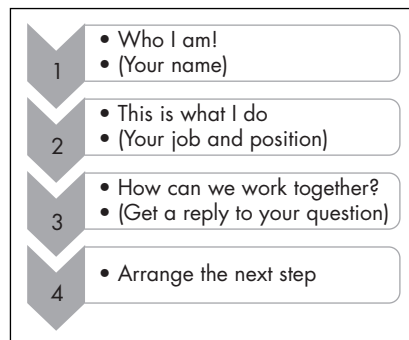 1
• Who I am!
• (Your name)
2
• This is what I do
• (Your job and position)
3
• How can we work together?
• (Get a reply to your question)
4
• Arrange the next step